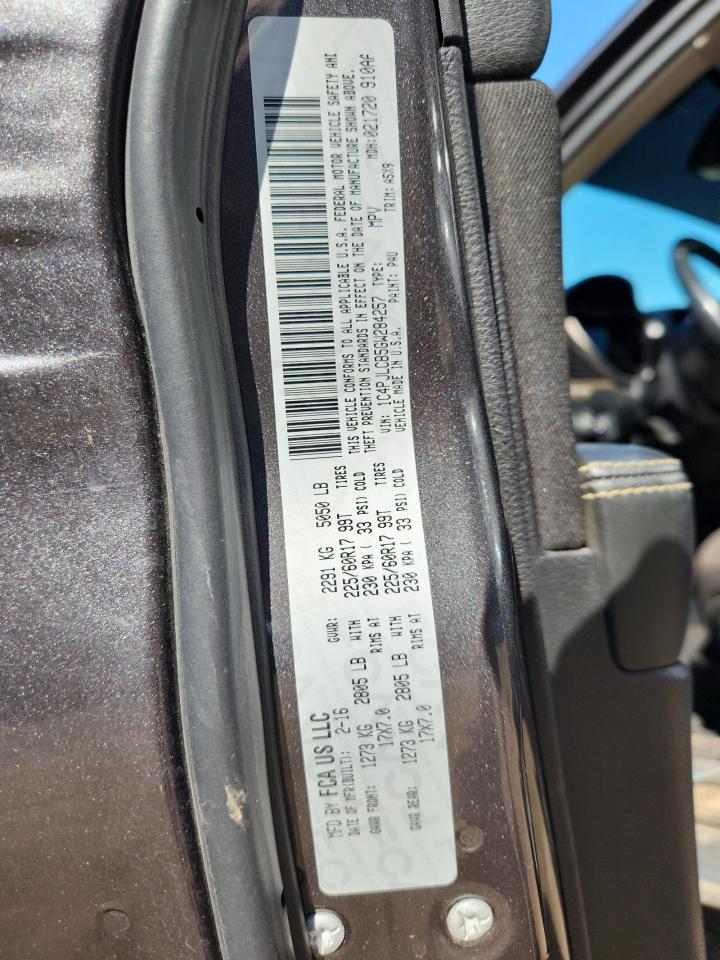 MFD BY FCA US LLC
DATE OF MFR(BUILT): 2-16 GVWR: 2291 KG 5050 LB
GAWR FRONT: 1273 KG 2805 LB WITH 225/60R17 99T TIRES
17X7.0 RIMS AT 230 KPA ( 33 PSI) COLD
GAWR REAR: 1273 KG 2805 LB WITH 225/60R17 99T TIRES
17X7.0 RIMS AT 230 KPA ( 33 PSI) COLD
THIS VEHICLE CONFORMS TO ALL APPLICABLE U.S.A. FEDERAL MOTOR VEHICLE SAFETY AND
THEFT PREVENTION STANDARDS IN EFFECT ON THE DATE OF MANUFACTURE SHOWN ABOVE.
VIN: 1C4PJLCB5GW284257 TYPE: MPV MDH:021720 910AF
VEHICLE MADE IN U.S.A. PAINT: PAU TRIM: A5X9